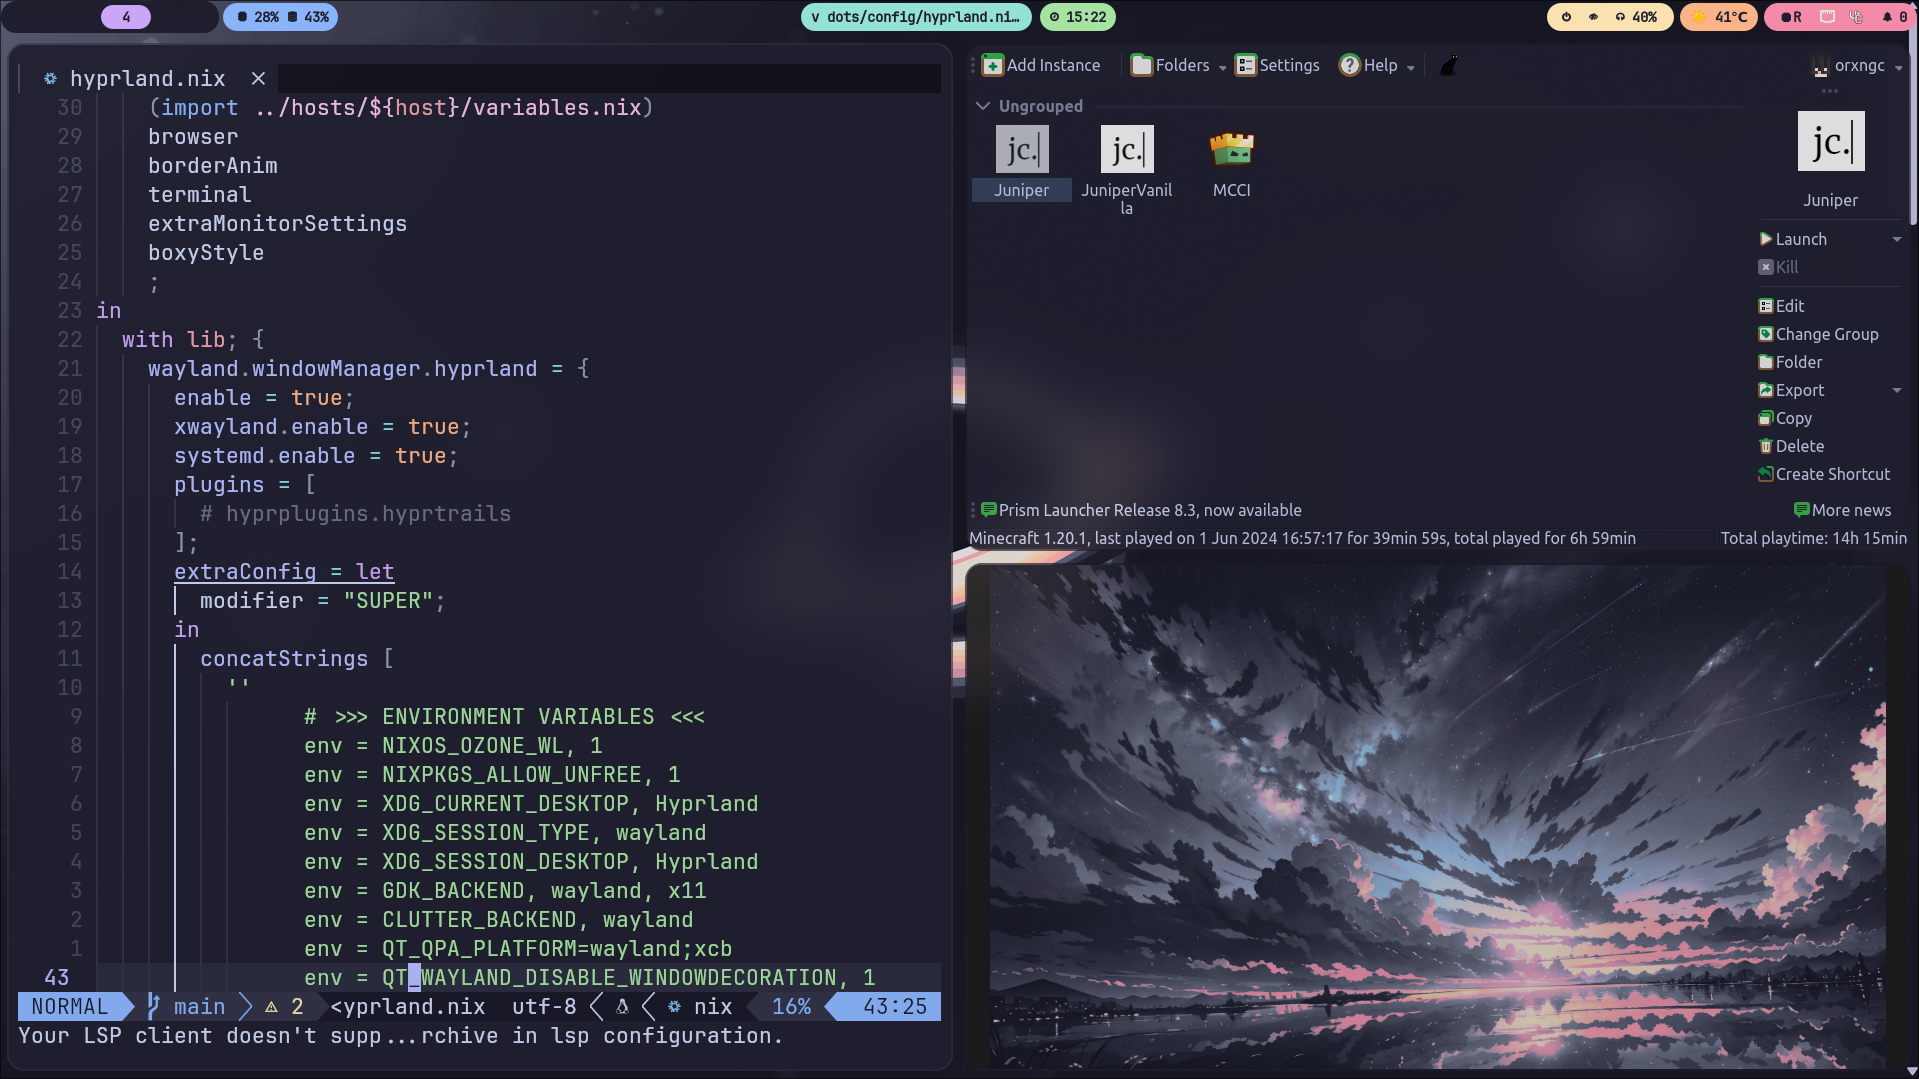 4
28% 43%
v dots/config/hyprland.ni…
15:22
40%
41°C
R
0
hyprland.nix
30 (import ../hosts/${host}/variables.nix)
29 browser
28 borderAnim
27 terminal
26 extraMonitorSettings
25 boxyStyle
24 ;
23 in
22 with lib; {
21 wayland.windowManager.hyprland = {
20 enable = true;
19 xwayland.enable = true;
18 systemd.enable = true;
17 plugins = [
16 # hyprplugins.hyprtrails
15 ];
14 extraConfig = let
13 modifier = "SUPER";
12 in
11 concatStrings [
10 ''
9 # >>> ENVIRONMENT VARIABLES <<<
8 env = NIXOS_OZONE_WL, 1
7 env = NIXPKGS_ALLOW_UNFREE, 1
6 env = XDG_CURRENT_DESKTOP, Hyprland
5 env = XDG_SESSION_TYPE, wayland
4 env = XDG_SESSION_DESKTOP, Hyprland
3 env = GDK_BACKEND, wayland, x11
2 env = CLUTTER_BACKEND, wayland
1 env = QT_QPA_PLATFORM=wayland;xcb
43 env = QT_WAYLAND_DISABLE_WINDOWDECORATION, 1
NORMAL main 2 <yprland.nix utf-8 nix 16% 43:25
Your LSP client doesn't supp...rchive in lsp configuration.
Add Instance Folders Settings Help orxngc
Ungrouped
jc.
Juniper
jc.
JuniperVanil
la
MCCI
jc.
Juniper
Launch
Kill
Edit
Change Group
Folder
Export
Copy
Delete
Create Shortcut
Prism Launcher Release 8.3, now available
More news
Minecraft 1.20.1, last played on 1 Jun 2024 16:57:17 for 39min 59s, total played for 6h 59min
Total playtime: 14h 15min